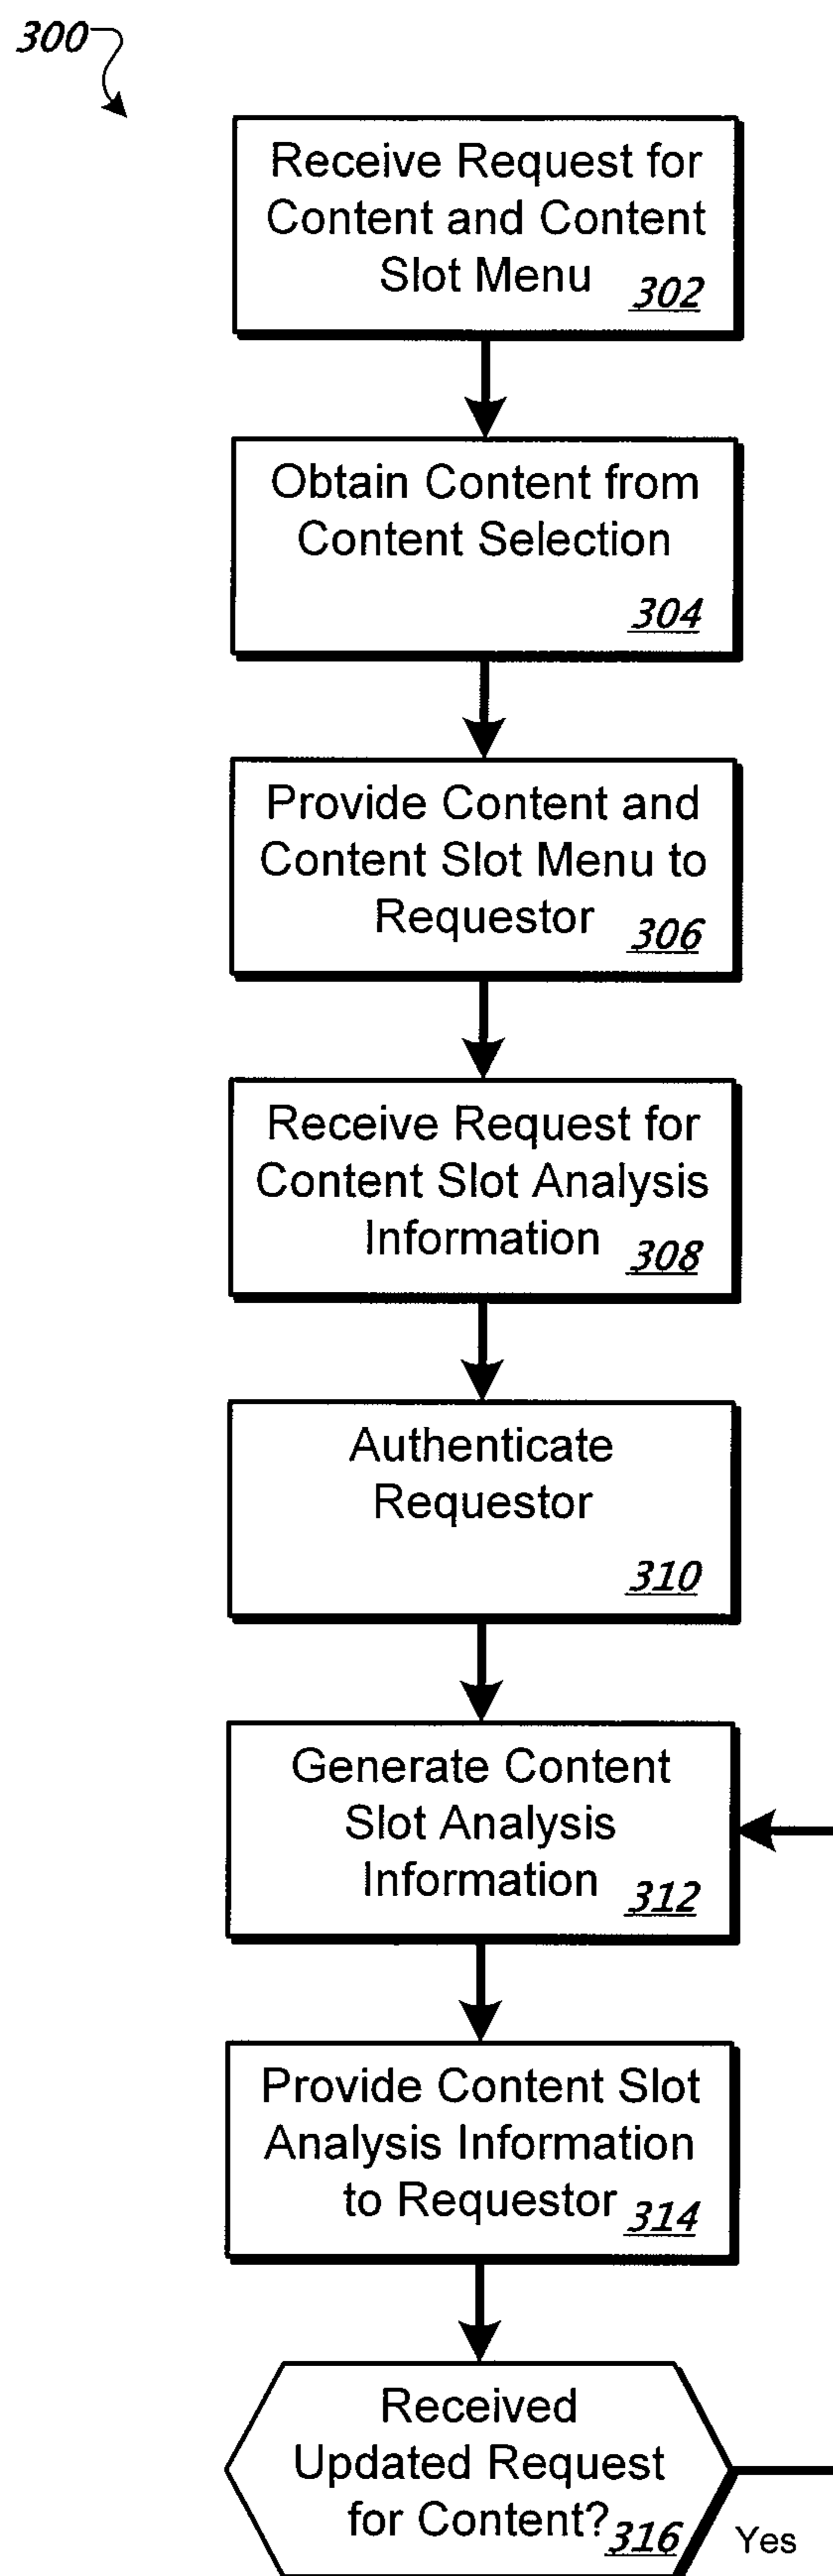 300
Receive Request for
Content and Content
Slot Menu 302
Obtain Content from
Content Selection
304
Provide Content and
Content Slot Menu to
Requestor 306
Receive Request for
Content Slot Analysis
Information 308
Authenticate
Requestor
310
Generate Content
Slot Analysis
Information 312
Provide Content Slot
Analysis Information
to Requestor 314
Received
Updated Request
for Content? 316
Yes